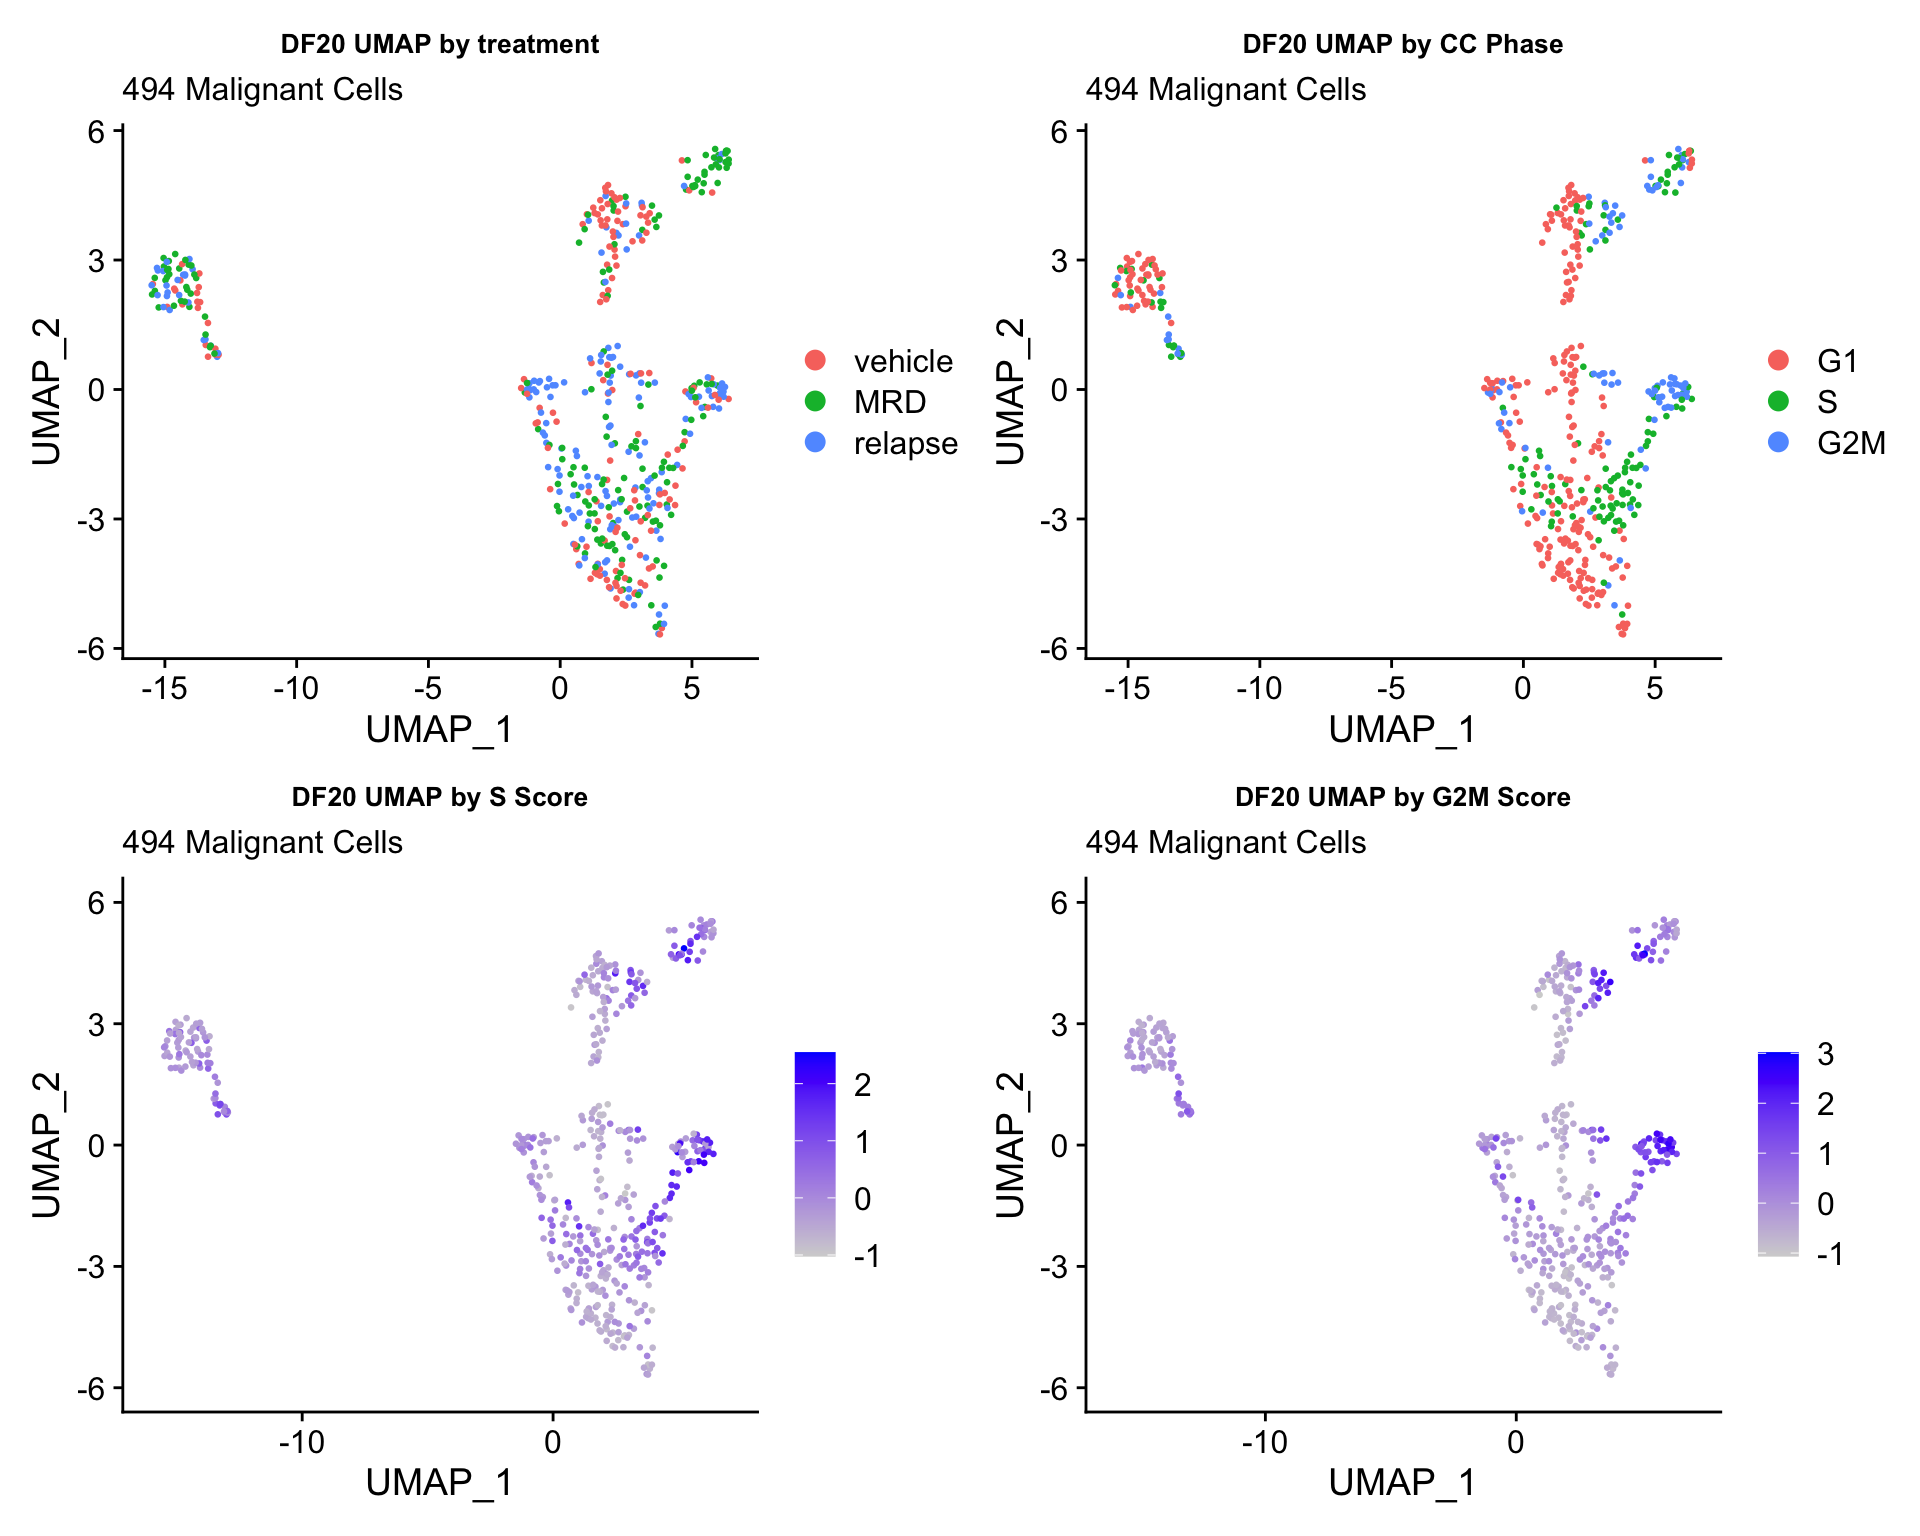 DF20 UMAP by treatment
494 Malignant Cells
6
3
0
-3
-6
-15
-10
-5
0
5
UMAP_1
UMAP_2
vehicle
MRD
relapse
DF20 UMAP by CC Phase
494 Malignant Cells
6
3
0
-3
-6
-15
-10
-5
0
5
UMAP_1
UMAP_2
G1
S
G2M
DF20 UMAP by S Score
494 Malignant Cells
6
3
0
-3
-6
-10
0
UMAP_1
UMAP_2
2
1
0
-1
DF20 UMAP by G2M Score
494 Malignant Cells
6
3
0
-3
-6
-10
0
UMAP_1
UMAP_2
3
2
1
0
-1